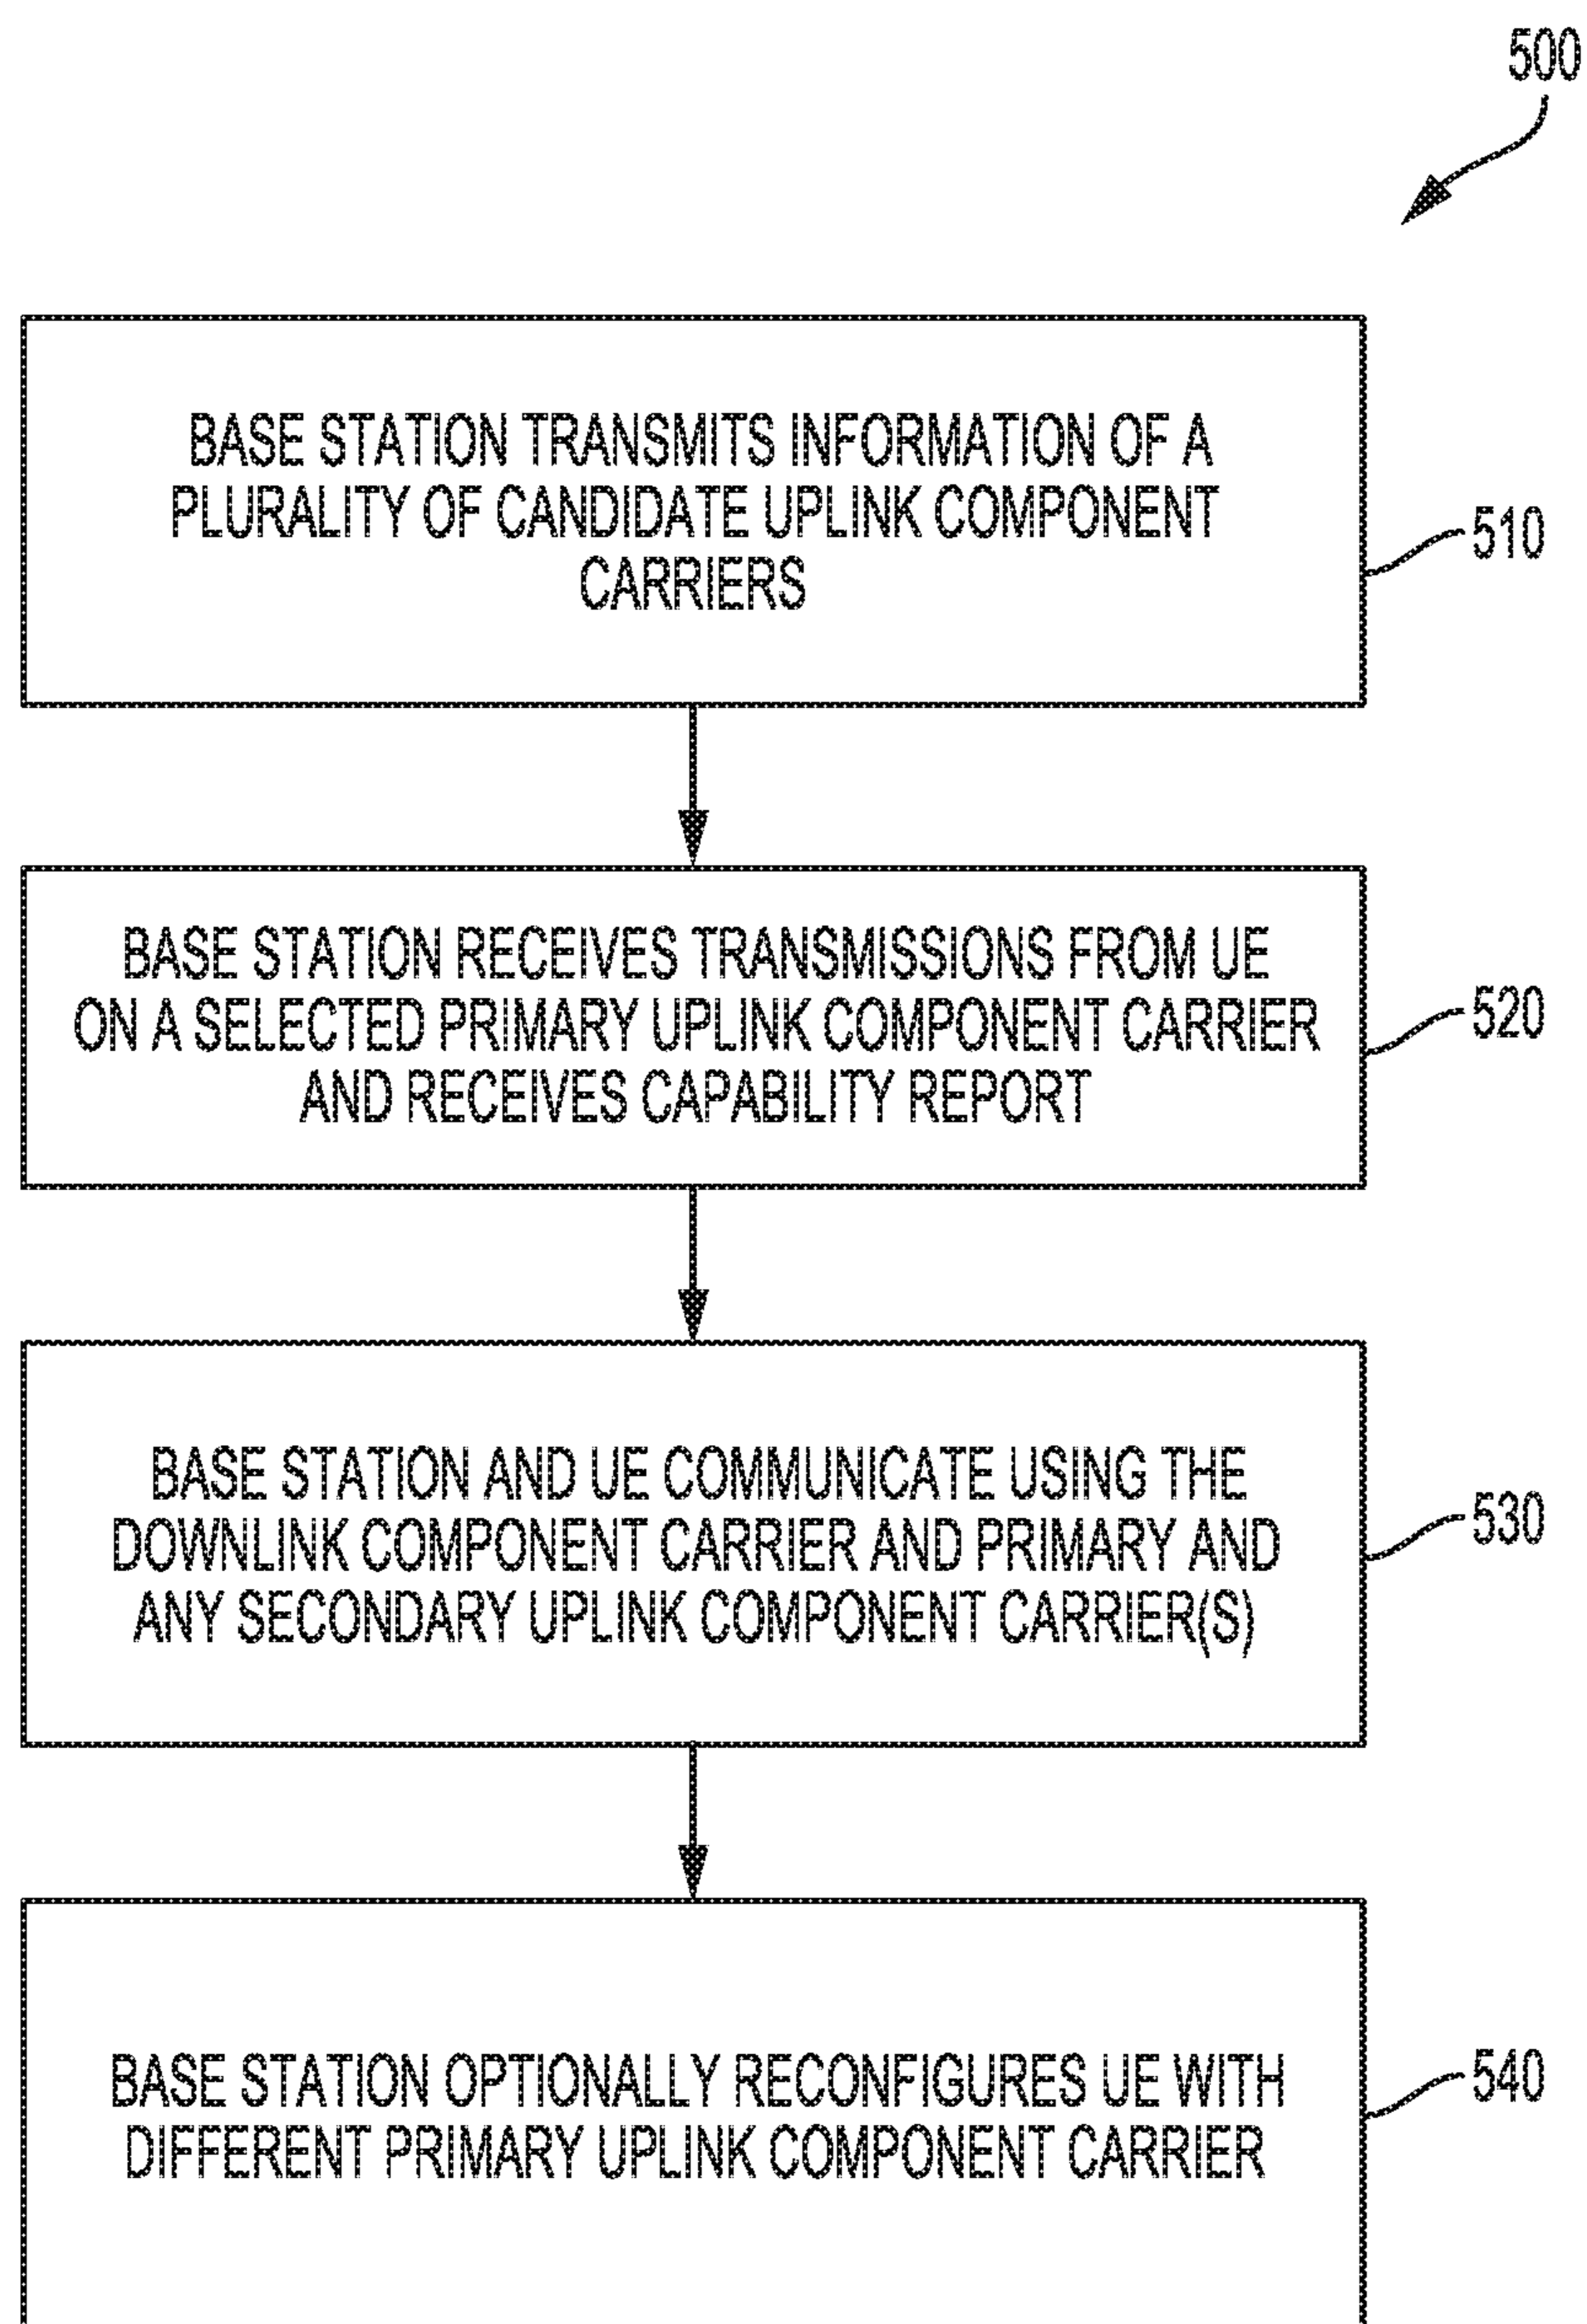 500
BASE STATION TRANSMITS INFORMATION OF A
PLURALITY OF CANDIDATE UPLINK COMPONENT
CARRIERS
510
BASE STATION RECEIVES TRANSMISSIONS FROM UE
ON A SELECTED PRIMARY UPLINK COMPONENT CARRIER
AND RECEIVES CAPABILITY REPORT
520
BASE STATION AND UE COMMUNICATE USING THE
DOWNLINK COMPONENT CARRIER AND PRIMARY AND
ANY SECONDARY UPLINK COMPONENT CARRIER(S)
530
BASE STATION OPTIONALLY RECONFIGURES UE WITH
DIFFERENT PRIMARY UPLINK COMPONENT CARRIER
540